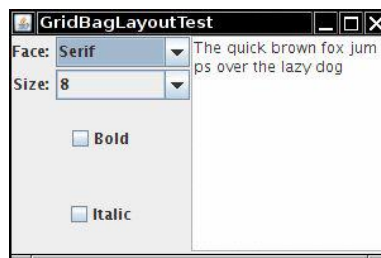 GridBagLayoutTest
Face: Serif
Size: 8
Bold
Italic
The quick brown fox jum
ps over the lazy dog